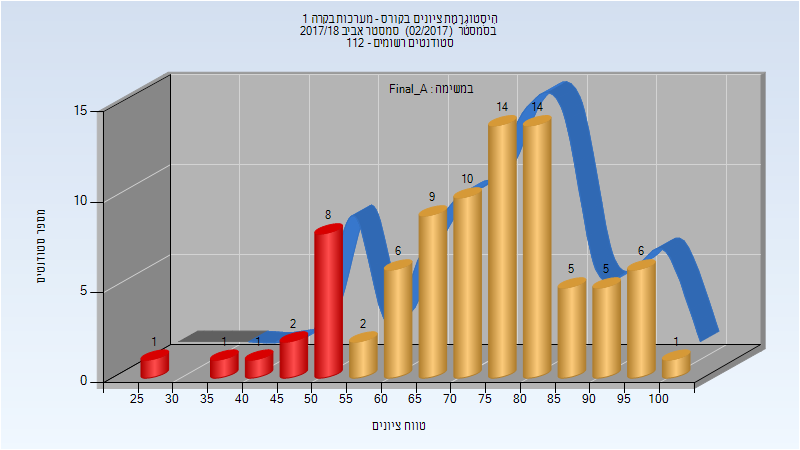 היסטוגרמת ציונים בקורס - מערכות בקרה 1
בסמסטר (02/2017) סמסטר אביב 2017/18
סטודנטים רשומים - 112
במשימה : Final_A
מספר סטודנטים
15
10
5
0
1
1
1
2
8
2
6
9
10
14
14
5
5
6
1
25 30 35 40 45 50 55 60 65 70 75 80 85 90 95 100
טווח ציונים